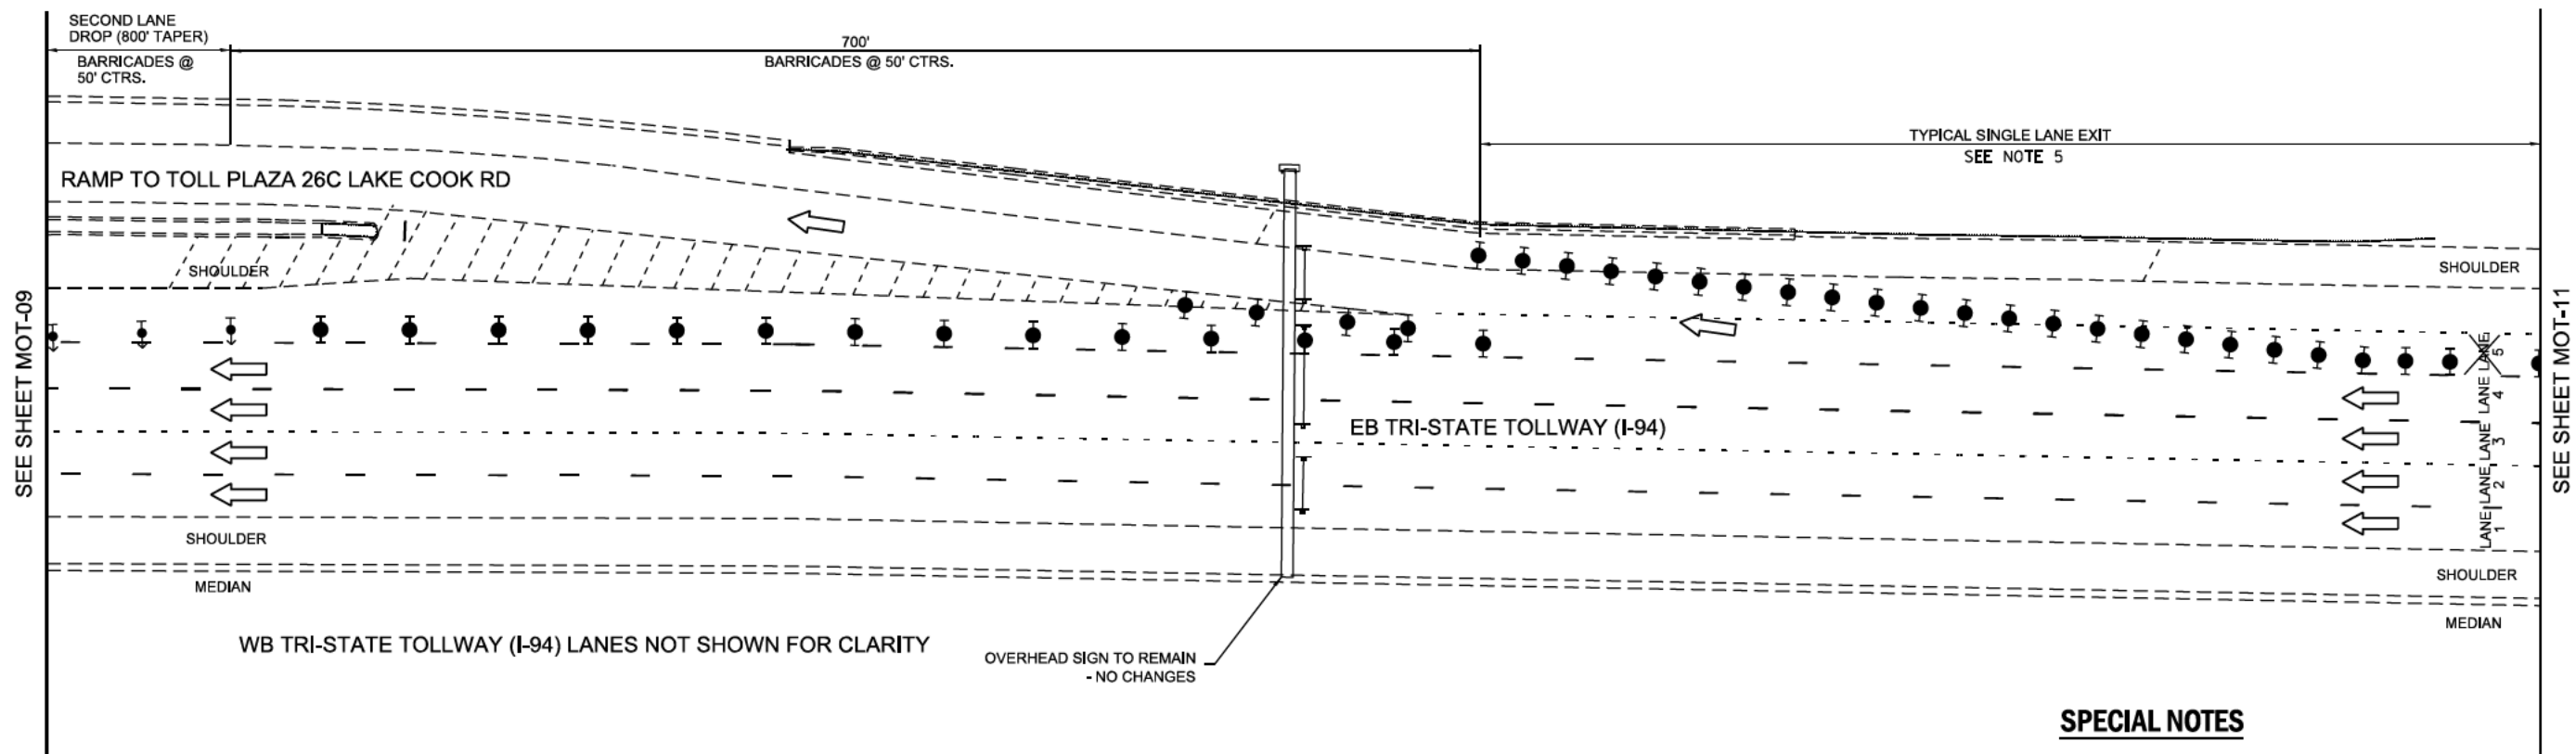 SECOND LANE
DROP (800' TAPER)
BARRICADES @
50' CTRS.
700'
BARRICADES @ 50' CTRS.
TYPICAL SINGLE LANE EXIT
SEE NOTE 5
RAMP TO TOLL PLAZA 26C LAKE COOK RD
SHOULDER
SHOULDER
SEE SHEET MOT-09
SEE SHEET MOT-11
LANE 5
LANE 4
LANE 3
LANE 2
LANE 1
EB TRI-STATE TOLLWAY (I-94)
SHOULDER
SHOULDER
MEDIAN
MEDIAN
WB TRI-STATE TOLLWAY (I-94) LANES NOT SHOWN FOR CLARITY
OVERHEAD SIGN TO REMAIN
- NO CHANGES
SPECIAL NOTES